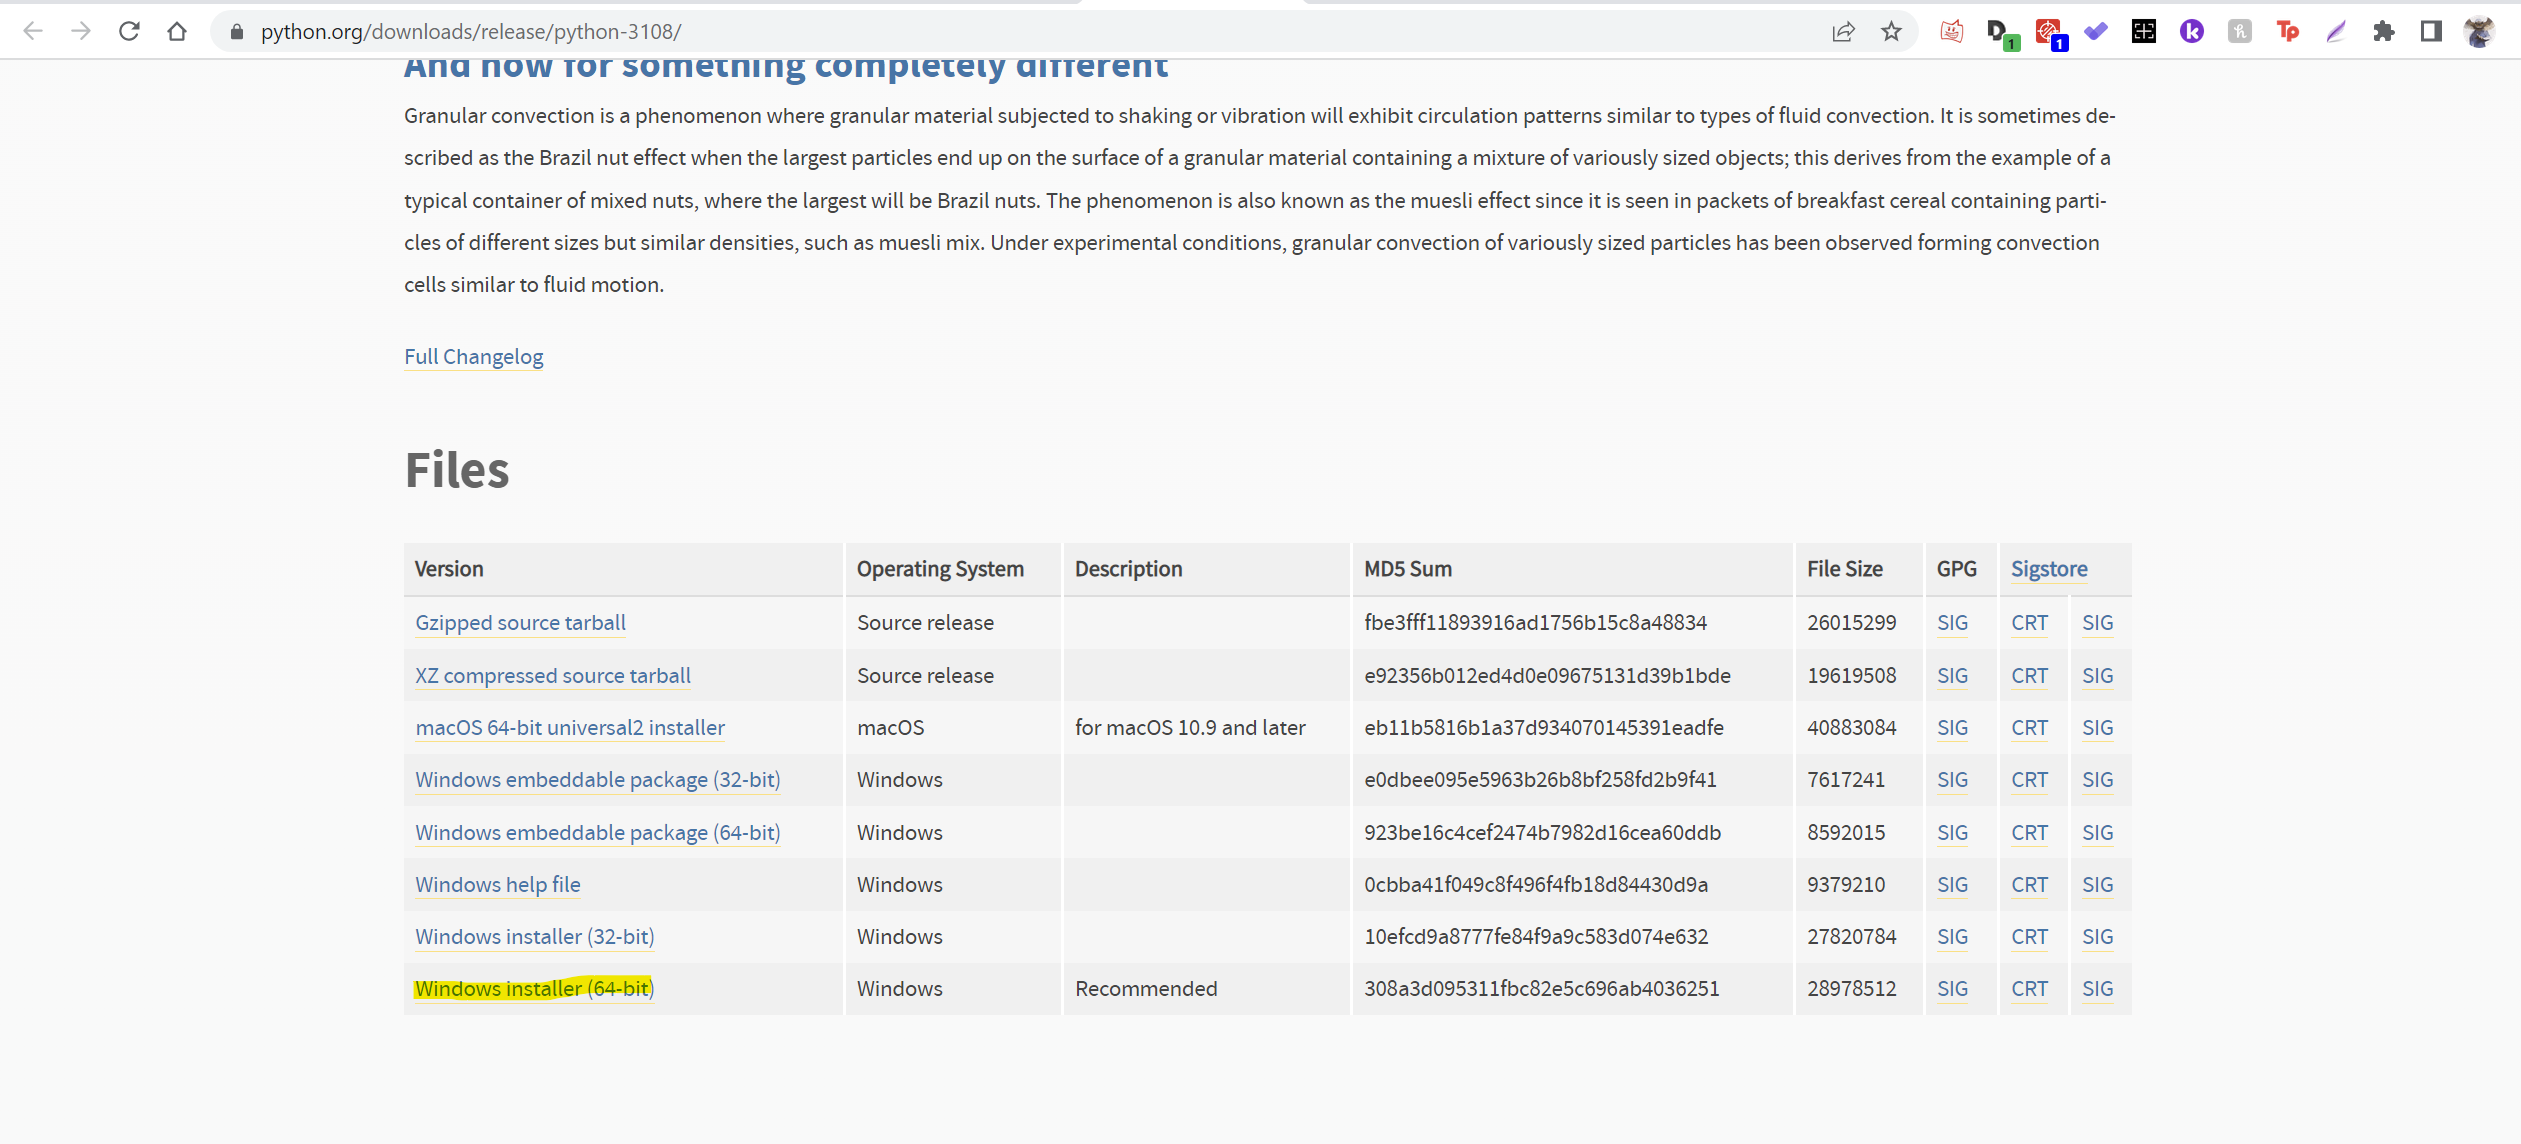 python.org/downloads/release/python-3108/
1
1
k
h
Tp
And now for something completely different
Granular convection is a phenomenon where granular material subjected to shaking or vibration will exhibit circulation patterns similar to types of fluid convection. It is sometimes de-
scribed as the Brazil nut effect when the largest particles end up on the surface of a granular material containing a mixture of variously sized objects; this derives from the example of a
typical container of mixed nuts, where the largest will be Brazil nuts. The phenomenon is also known as the muesli effect since it is seen in packets of breakfast cereal containing parti-
cles of different sizes but similar densities, such as muesli mix. Under experimental conditions, granular convection of variously sized particles has been observed forming convection
cells similar to fluid motion.
Full Changelog
Files
Version Operating System Description MD5 Sum File Size GPG Sigstore
Gzipped source tarball Source release fbe3fff11893916ad1756b15c8a48834 26015299 SIG CRT SIG
XZ compressed source tarball Source release e92356b012ed4d0e09675131d39b1bde 19619508 SIG CRT SIG
macOS 64-bit universal2 installer macOS for macOS 10.9 and later eb11b5816b1a37d934070145391eadfe 40883084 SIG CRT SIG
Windows embeddable package (32-bit) Windows e0dbee095e5963b26b8bf258fd2b9f41 7617241 SIG CRT SIG
Windows embeddable package (64-bit) Windows 923be16c4cef2474b7982d16cea60ddb 8592015 SIG CRT SIG
Windows help file Windows 0cbba41f049c8f496f4fb18d84430d9a 9379210 SIG CRT SIG
Windows installer (32-bit) Windows 10efcd9a8777fe84f9a9c583d074e632 27820784 SIG CRT SIG
Windows installer (64-bit) Windows Recommended 308a3d095311fbc82e5c696ab4036251 28978512 SIG CRT SIG